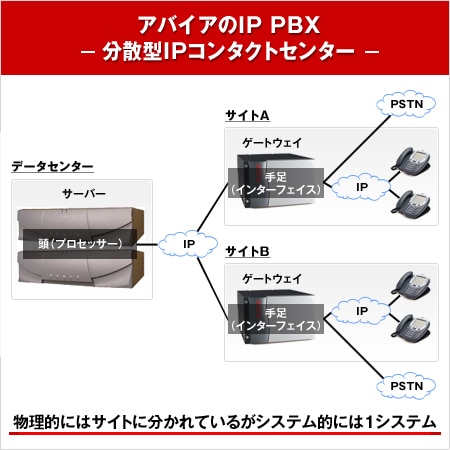 アバイアのIP PBX
― 分散型IPコンタクトセンター ―
PSTN
サイトA
ゲートウェイ
データセンター
サーバー
手足
(インターフェイス)
IP
頭(プロセッサー)
IP
サイトB
ゲートウェイ
手足
(インターフェイス)
IP
PSTN
物理的にはサイトに分かれているがシステム的には1システム